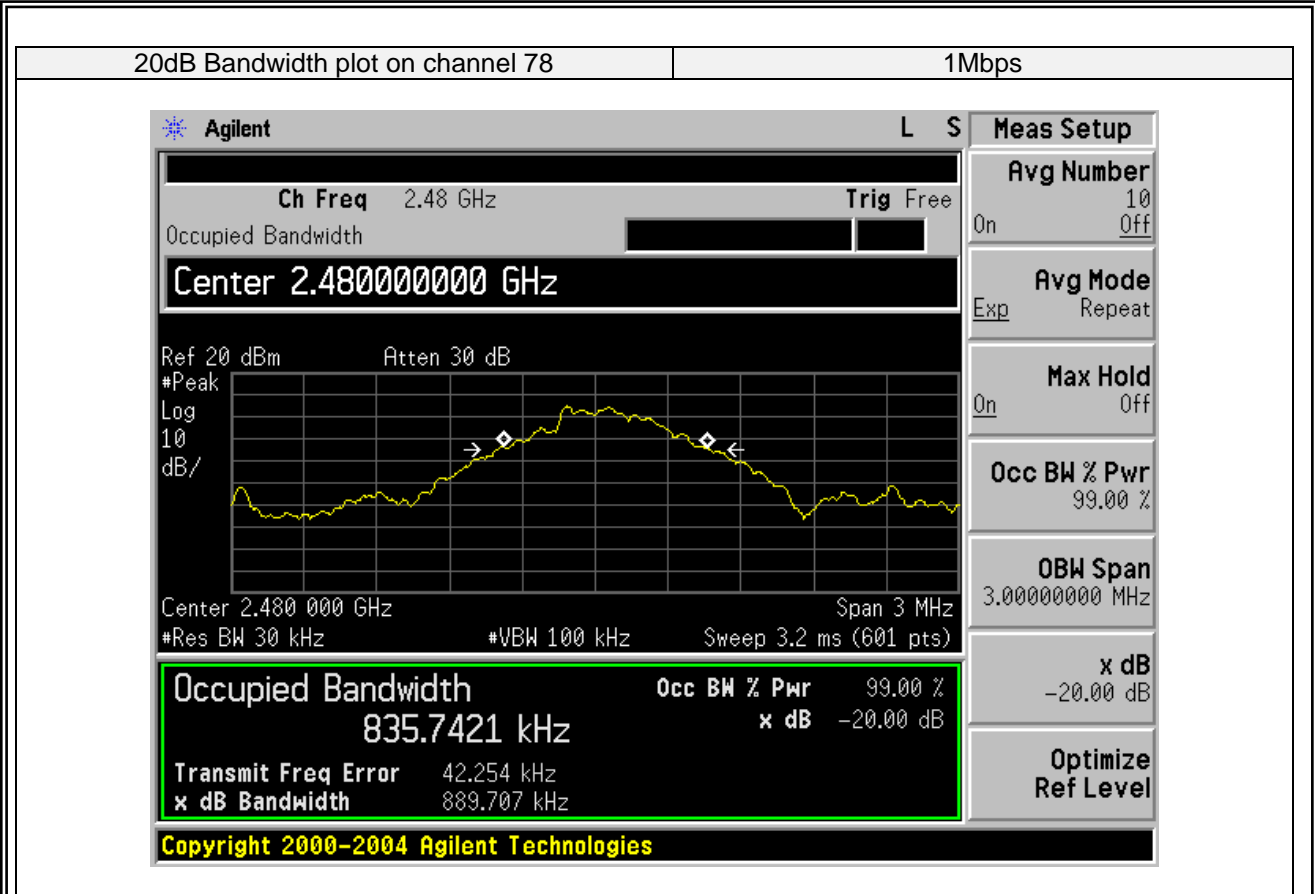 20dB Bandwidth plot on channel 78 1Mbps
Agilent L S Meas Setup
Ch Freq 2.48 GHz Trig Free
Occupied Bandwidth
Center 2.480000000 GHz
Ref 20 dBm Atten 30 dB
#Peak
Log
10
dB/
Center 2.480 000 GHz Span 3 MHz
#Res BW 30 kHz #VBW 100 kHz Sweep 3.2 ms (601 pts)
Occupied Bandwidth Occ BW % Pwr 99.00 %
835.7421 kHz x dB -20.00 dB
Transmit Freq Error 42.254 kHz
x dB Bandwidth 889.707 kHz
Copyright 2000-2004 Agilent Technologies
Avg Number
10
On Off
Avg Mode
Exp Repeat
Max Hold
On Off
Occ BW % Pwr
99.00 %
OBW Span
3.00000000 MHz
x dB
-20.00 dB
Optimize
Ref Level